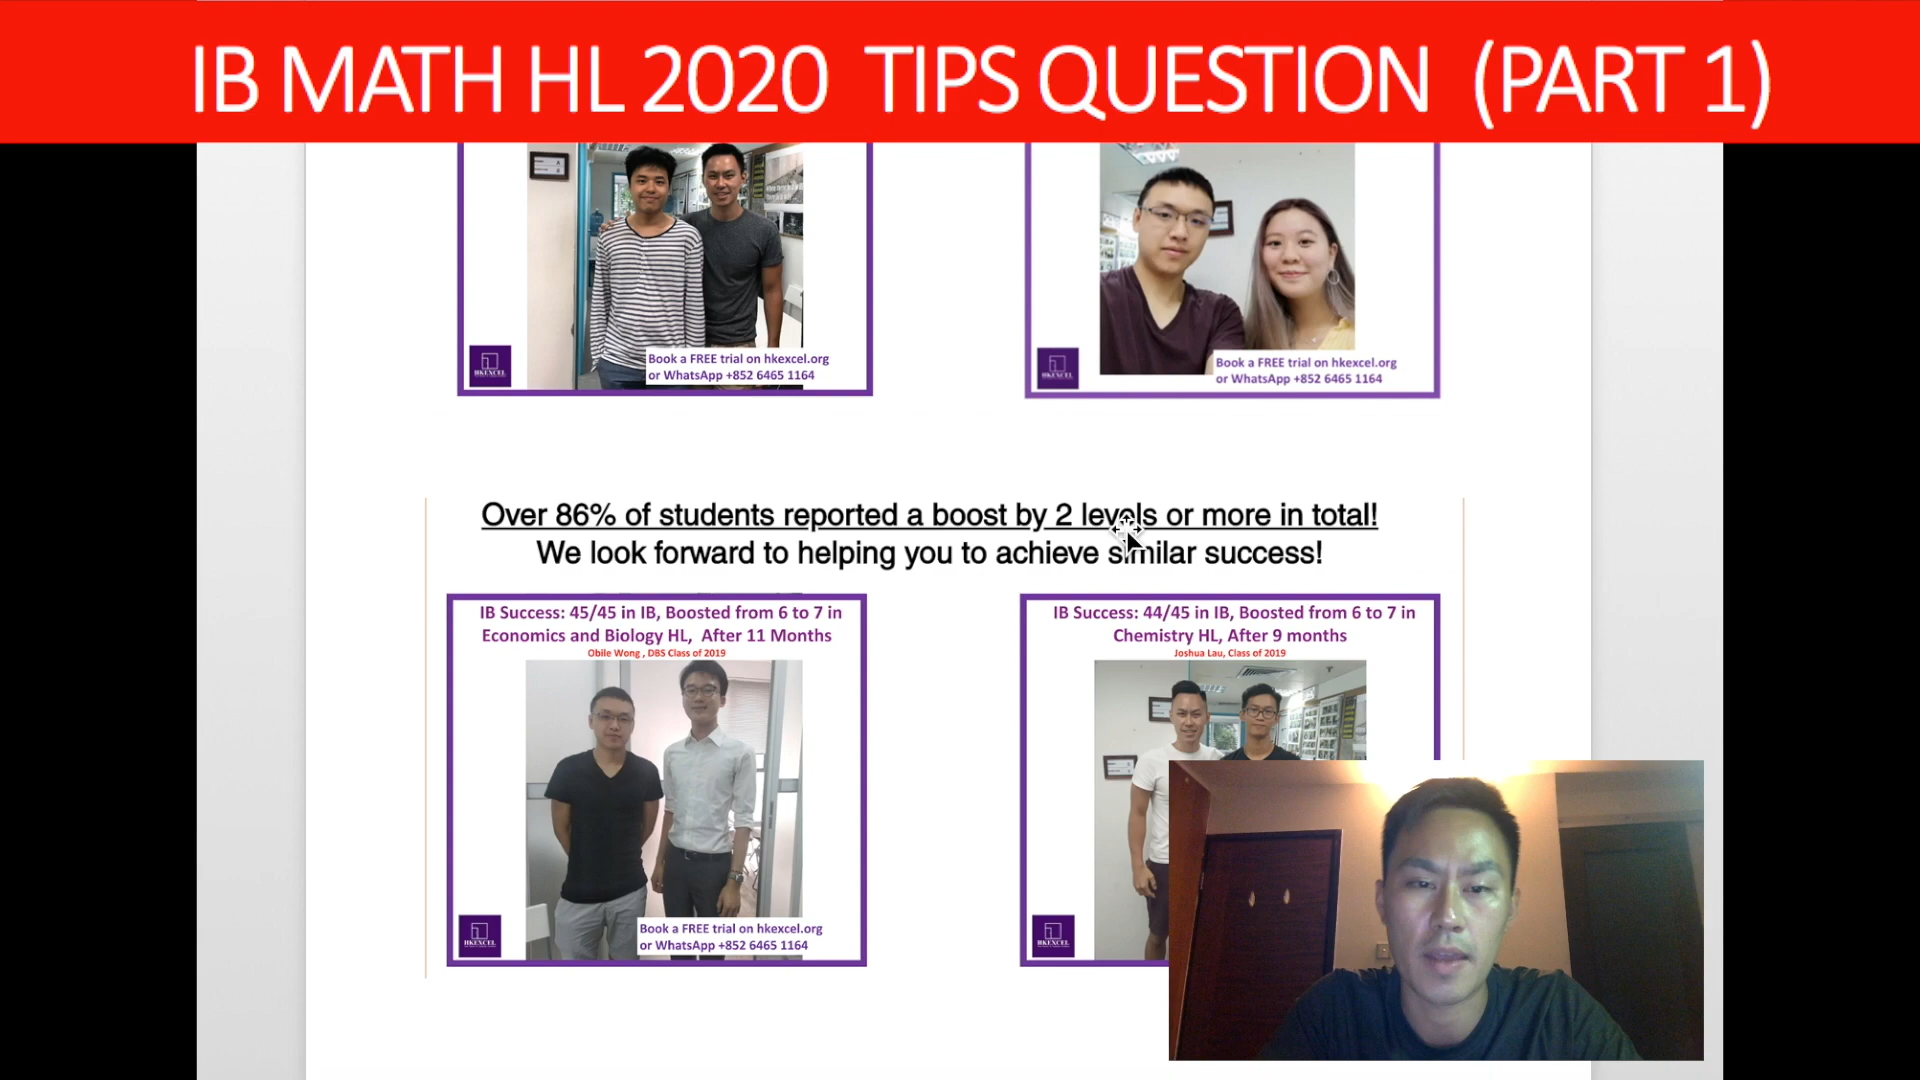 IB MATH HL 2020 TIPS QUESTION (PART 1)
Book a FREE trial on hkexcel.org
or WhatsApp +852 6465 1164
HKEXCEL
Book a FREE trial on hkexcel.org
or WhatsApp +852 6465 1164
HKEXCEL
Over 86% of students reported a boost by 2 levels or more in total!
We look forward to helping you to achieve similar success!
IB Success: 45/45 in IB, Boosted from 6 to 7 in
Economics and Biology HL, After 11 Months
Obile Wong , DBS Class of 2019
Book a FREE trial on hkexcel.org
or WhatsApp +852 6465 1164
HKEXCEL
IB Success: 44/45 in IB, Boosted from 6 to 7 in
Chemistry HL, After 9 months
Joshua Lau, Class of 2019
HKEXCEL